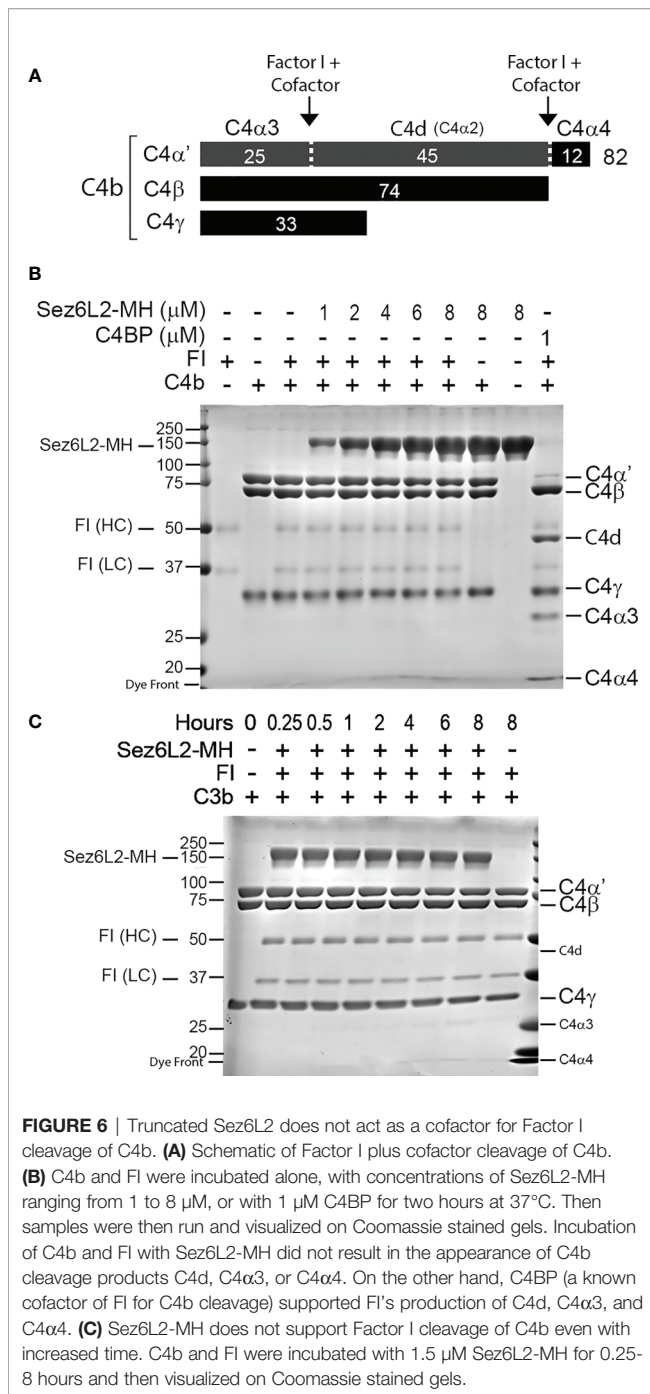 A
Factor I + Factor I +
Cofactor Cofactor
C4α3 C4d (C4α2) C4α4
C4b
C4α' 25 45 12 82
C4β 74
C4γ 33
B
Sez6L2-MH (µM) - - - 1 2 4 6 8 8 8 -
C4BP (µM) - - - - - - - - - - 1
FI + - + + + + + + - - +
C4b - + + + + + + + + - +
250
150
100
75
50
37
25
20
Dye Front
Sez6L2-MH
FI (HC)
FI (LC)
C4α'
C4β
C4d
C4γ
C4α3
C4α4
C
Hours 0 0.25 0.5 1 2 4 6 8 8
Sez6L2-MH - + + + + + + + -
FI - + + + + + + + +
C3b + + + + + + + + +
250
150
100
75
50
37
25
20
Dye Front
Sez6L2-MH
FI (HC)
FI (LC)
C4α'
C4β
C4d
C4γ
C4α3
C4α4
FIGURE 6 | Truncated Sez6L2 does not act as a cofactor for Factor I
cleavage of C4b. (A) Schematic of Factor I plus cofactor cleavage of C4b.
(B) C4b and FI were incubated alone, with concentrations of Sez6L2-MH
ranging from 1 to 8 µM, or with 1 µM C4BP for two hours at 37°C. Then
samples were then run and visualized on Coomassie stained gels. Incubation
of C4b and FI with Sez6L2-MH did not result in the appearance of C4b
cleavage products C4d, C4α3, or C4α4. On the other hand, C4BP (a known
cofactor of FI for C4b cleavage) supported FI's production of C4d, C4α3, and
C4α4. (C) Sez6L2-MH does not support Factor I cleavage of C4b even with
increased time. C4b and FI were incubated with 1.5 µM Sez6L2-MH for 0.25-
8 hours and then visualized on Coomassie stained gels.